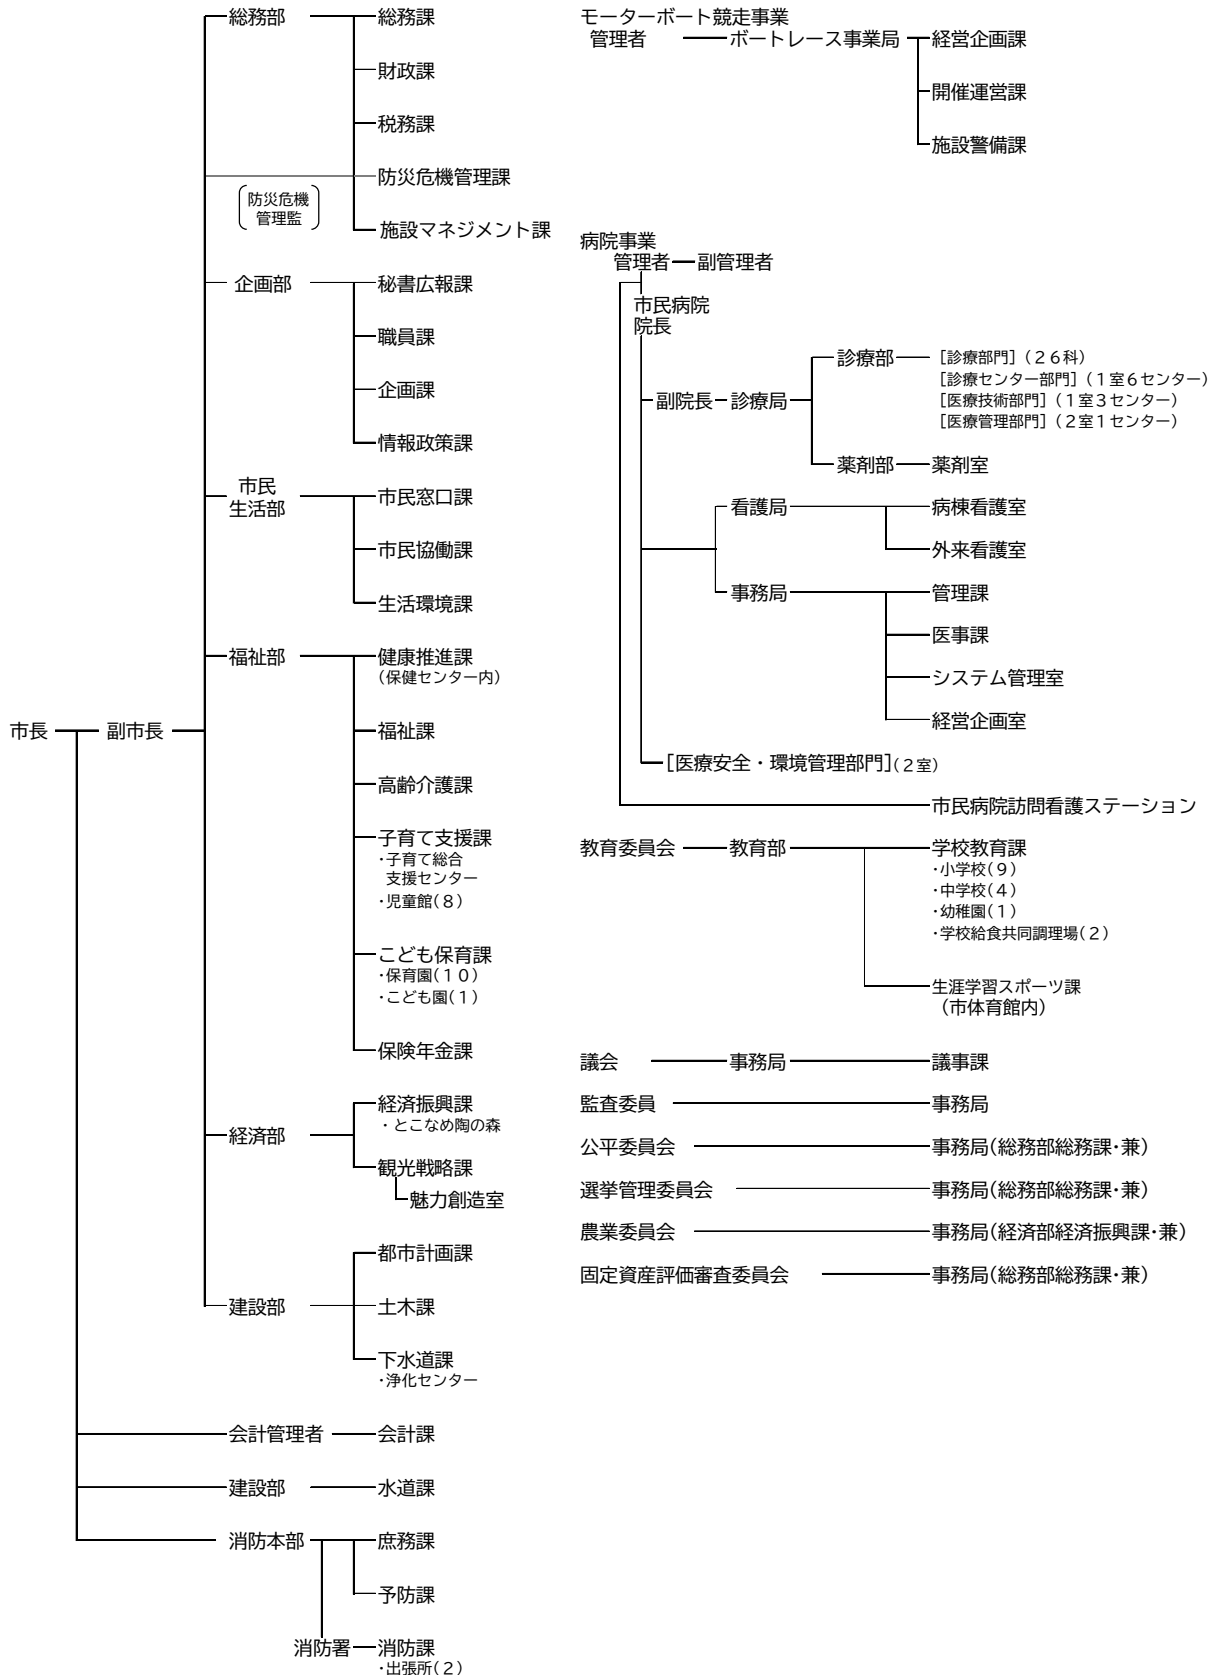 総務部
総務課
財政課
税務課
防災危機管理課
防災危機
管理監
施設マネジメント課
企画部
秘書広報課
職員課
企画課
情報政策課
市民
生活部
市民窓口課
市民協働課
生活環境課
福祉部
健康推進課
(保健センター内)
市長
副市長
福祉課
高齢介護課
子育て支援課
・子育て総合
支援センター
・児童館(8)
こども保育課
・保育園(10)
・こども園(1)
保険年金課
経済部
経済振興課
・とこなめ陶の森
観光戦略課
魅力創造室
建設部
都市計画課
土木課
下水道課
・浄化センター
会計管理者
会計課
建設部
水道課
消防本部
庶務課
予防課
消防署
消防課
・出張所(2)
モーターボート競走事業
管理者
ボートレース事業局
経営企画課
開催運営課
施設警備課
病院事業
管理者
副管理者
市民病院
院長
副院長
診療局
診療部
[診療部門](26科)
[診療センター部門](1室6センター)
[医療技術部門](1室3センター)
[医療管理部門](2室1センター)
薬剤部
薬剤室
看護局
病棟看護室
外来看護室
事務局
管理課
医事課
システム管理室
経営企画室
[医療安全・環境管理部門](2室)
市民病院訪問看護ステーション
教育委員会
教育部
学校教育課
・小学校(9)
・中学校(4)
・幼稚園(1)
・学校給食共同調理場(2)
生涯学習スポーツ課
(市体育館内)
議会
事務局
議事課
監査委員
事務局
公平委員会
事務局(総務部総務課・兼)
選挙管理委員会
事務局(総務部総務課・兼)
農業委員会
事務局(経済部経済振興課・兼)
固定資産評価審査委員会
事務局(総務部総務課・兼)